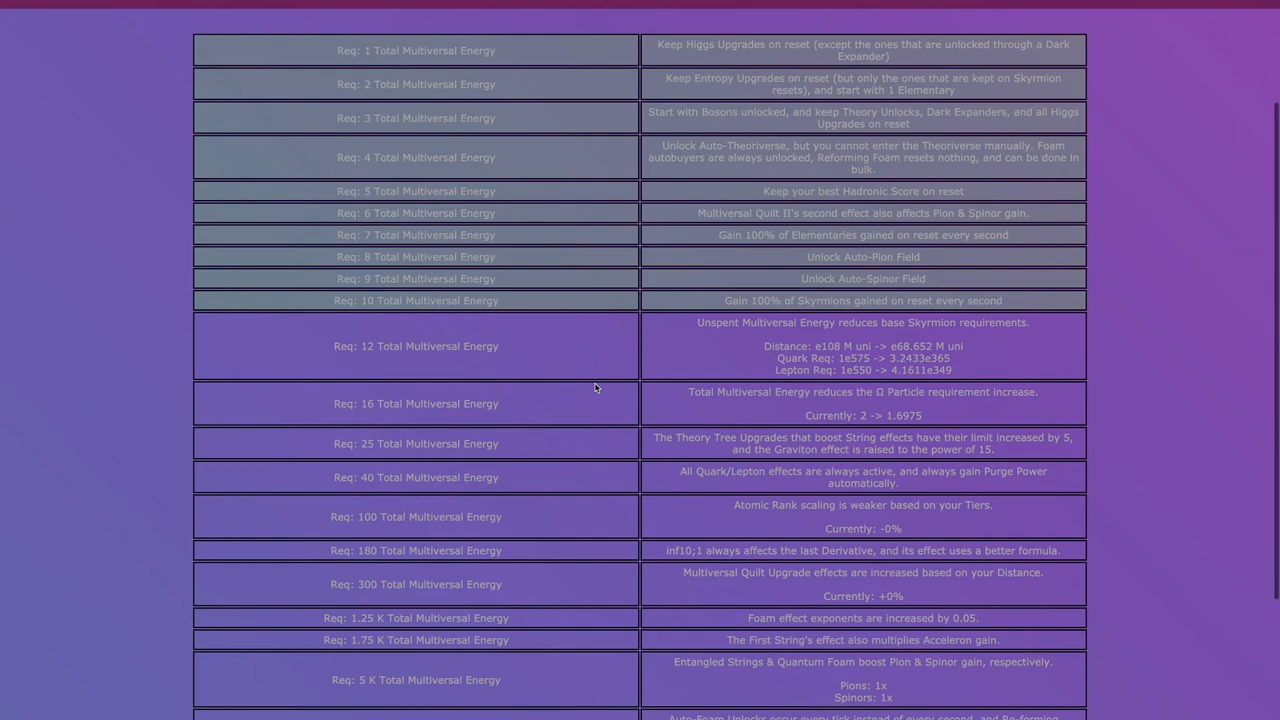 Req: 1 Total Multiversal Energy
Keep Higgs Upgrades on reset (except the ones that are unlocked through a Dark
Expander)
Req: 2 Total Multiversal Energy
Keep Entropy Upgrades on reset (but only the ones that are kept on Skyrmion
resets), and start with 1 Elementary
Req: 3 Total Multiversal Energy
Start with Bosons unlocked, and keep Theory Unlocks, Dark Expanders, and all Higgs
Upgrades on reset
Req: 4 Total Multiversal Energy
Unlock Auto-Theoriverse, but you cannot enter the Theoriverse manually. Foam
autobuyers are always unlocked, Reforming Foam resets nothing, and can be done in
bulk.
Req: 5 Total Multiversal Energy
Keep your best Hadronic Score on reset
Req: 6 Total Multiversal Energy
Multiversal Quilt II's second effect also affects Pion & Spinor gain.
Req: 7 Total Multiversal Energy
Gain 100% of Elementaries gained on reset every second
Req: 8 Total Multiversal Energy
Unlock Auto-Pion Field
Req: 9 Total Multiversal Energy
Unlock Auto-Spinor Field
Req: 10 Total Multiversal Energy
Gain 100% of Skyrmions gained on reset every second
Req: 12 Total Multiversal Energy
Unspent Multiversal Energy reduces base Skyrmion requirements.
Distance: e108 M uni -> e68.652 M uni
Quark Req: 1e575 -> 3.2433e365
Lepton Req: 1e550 -> 4.1611e349
Req: 16 Total Multiversal Energy
Total Multiversal Energy reduces the Ω Particle requirement increase.
Currently: 2 -> 1.6975
Req: 25 Total Multiversal Energy
The Theory Tree Upgrades that boost String effects have their limit increased by 5,
and the Graviton effect is raised to the power of 15.
Req: 40 Total Multiversal Energy
All Quark/Lepton effects are always active, and always gain Purge Power
automatically.
Req: 100 Total Multiversal Energy
Atomic Rank scaling is weaker based on your Tiers.
Currently: -0%
Req: 180 Total Multiversal Energy
inf10;1 always affects the last Derivative, and its effect uses a better formula.
Req: 300 Total Multiversal Energy
Multiversal Quilt Upgrade effects are increased based on your Distance.
Currently: +0%
Req: 1.25 K Total Multiversal Energy
Foam effect exponents are increased by 0.05.
Req: 1.75 K Total Multiversal Energy
The First String's effect also multiplies Acceleron gain.
Req: 5 K Total Multiversal Energy
Entangled Strings & Quantum Foam boost Pion & Spinor gain, respectively.
Pions: 1x
Spinors: 1x
Auto-Foam Unlocks occur every tick instead of every second, and Re-forming